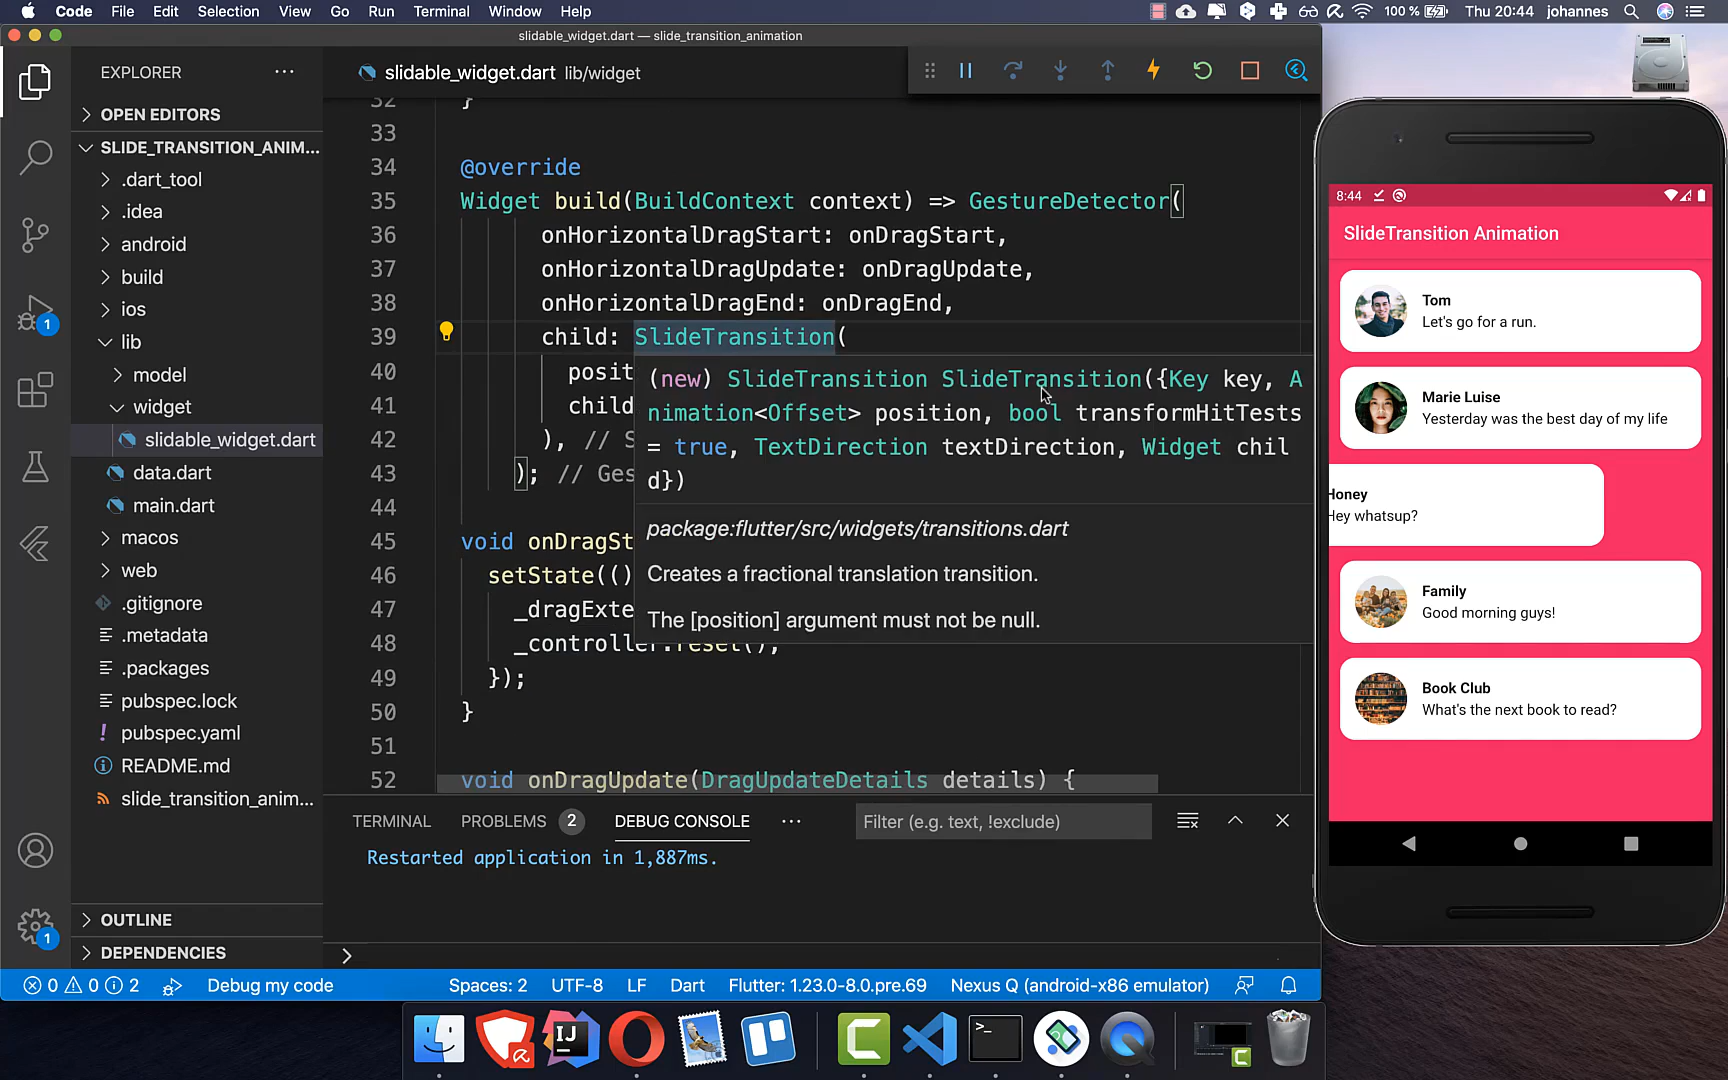 Code File Edit Selection View Go Run Terminal Window Help 100 % Thu 20:44 johannes
slidable_widget.dart — slide_transition_animation
EXPLORER
OPEN EDITORS
SLIDE_TRANSITION_ANIM...
.dart_tool
.idea
android
build
ios
lib
model
widget
slidable_widget.dart
data.dart
main.dart
macos
web
.gitignore
.metadata
.packages
pubspec.lock
pubspec.yaml
README.md
slide_transition_anim...
OUTLINE
DEPENDENCIES
1
1
slidable_widget.dart lib/widget
32 }
33
34 @override
35 Widget build(BuildContext context) => GestureDetector(
36 onHorizontalDragStart: onDragStart,
37 onHorizontalDragUpdate: onDragUpdate,
38 onHorizontalDragEnd: onDragEnd,
39 child: SlideTransition(
40 posit
41 child
42 ), // S
43 ); // Ges
44
45 void onDragSt
46 setState(()
47 _dragExte
48 _controller.reset();
49 });
50 }
51
52 void onDragUpdate(DragUpdateDetails details) {
(new) SlideTransition SlideTransition({Key key, A
nimation<Offset> position, bool transformHitTests
= true, TextDirection textDirection, Widget chil
d})
package:flutter/src/widgets/transitions.dart
Creates a fractional translation transition.
The [position] argument must not be null.
TERMINAL PROBLEMS 2 DEBUG CONSOLE Filter (e.g. text, !exclude)
Restarted application in 1,887ms.
0 0 2 Debug my code Spaces: 2 UTF-8 LF Dart Flutter: 1.23.0-8.0.pre.69 Nexus Q (android-x86 emulator)
8:44
SlideTransition Animation
Tom
Let's go for a run.
Marie Luise
Yesterday was the best day of my life
Honey
Hey whatsup?
Family
Good morning guys!
Book Club
What's the next book to read?
IJ